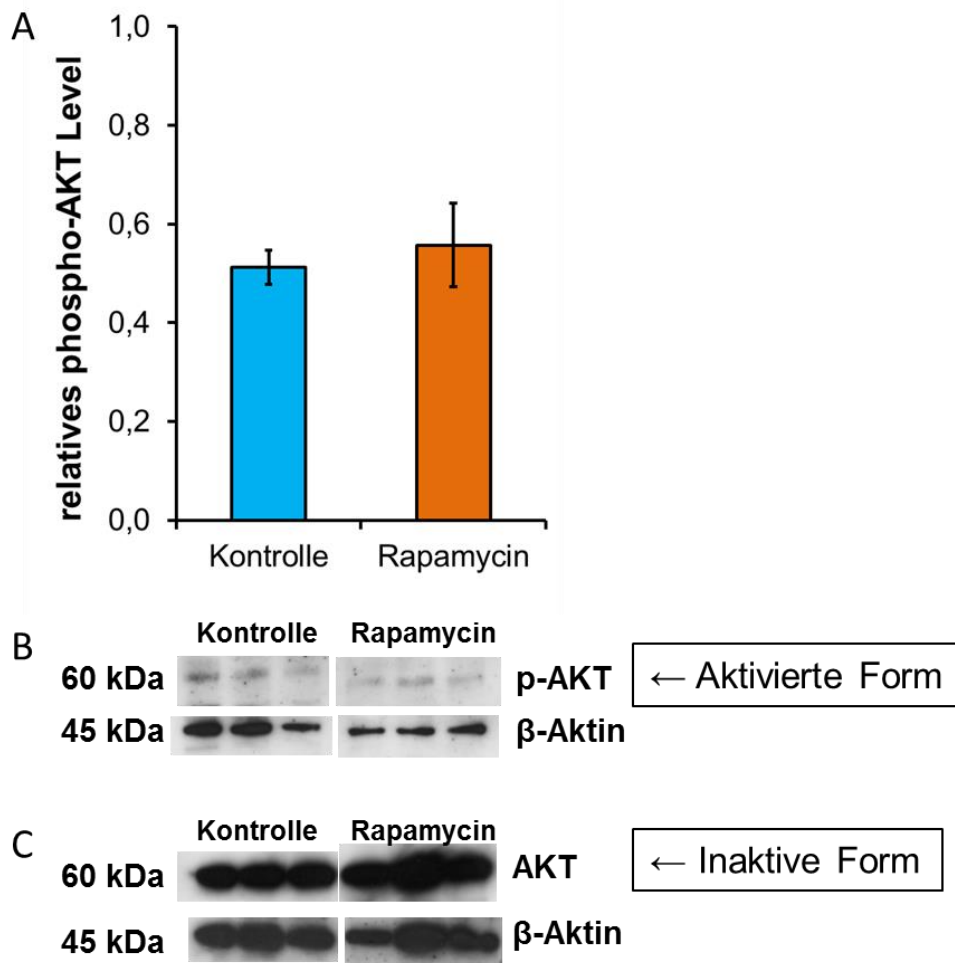 A
relatives phospho-AKT Level
1,0
0,8
0,6
0,4
0,2
0,0
Kontrolle Rapamycin
B
Kontrolle Rapamycin
60 kDa p-AKT ← Aktivierte Form
45 kDa β-Aktin
C
Kontrolle Rapamycin
60 kDa AKT ← Inaktive Form
45 kDa β-Aktin